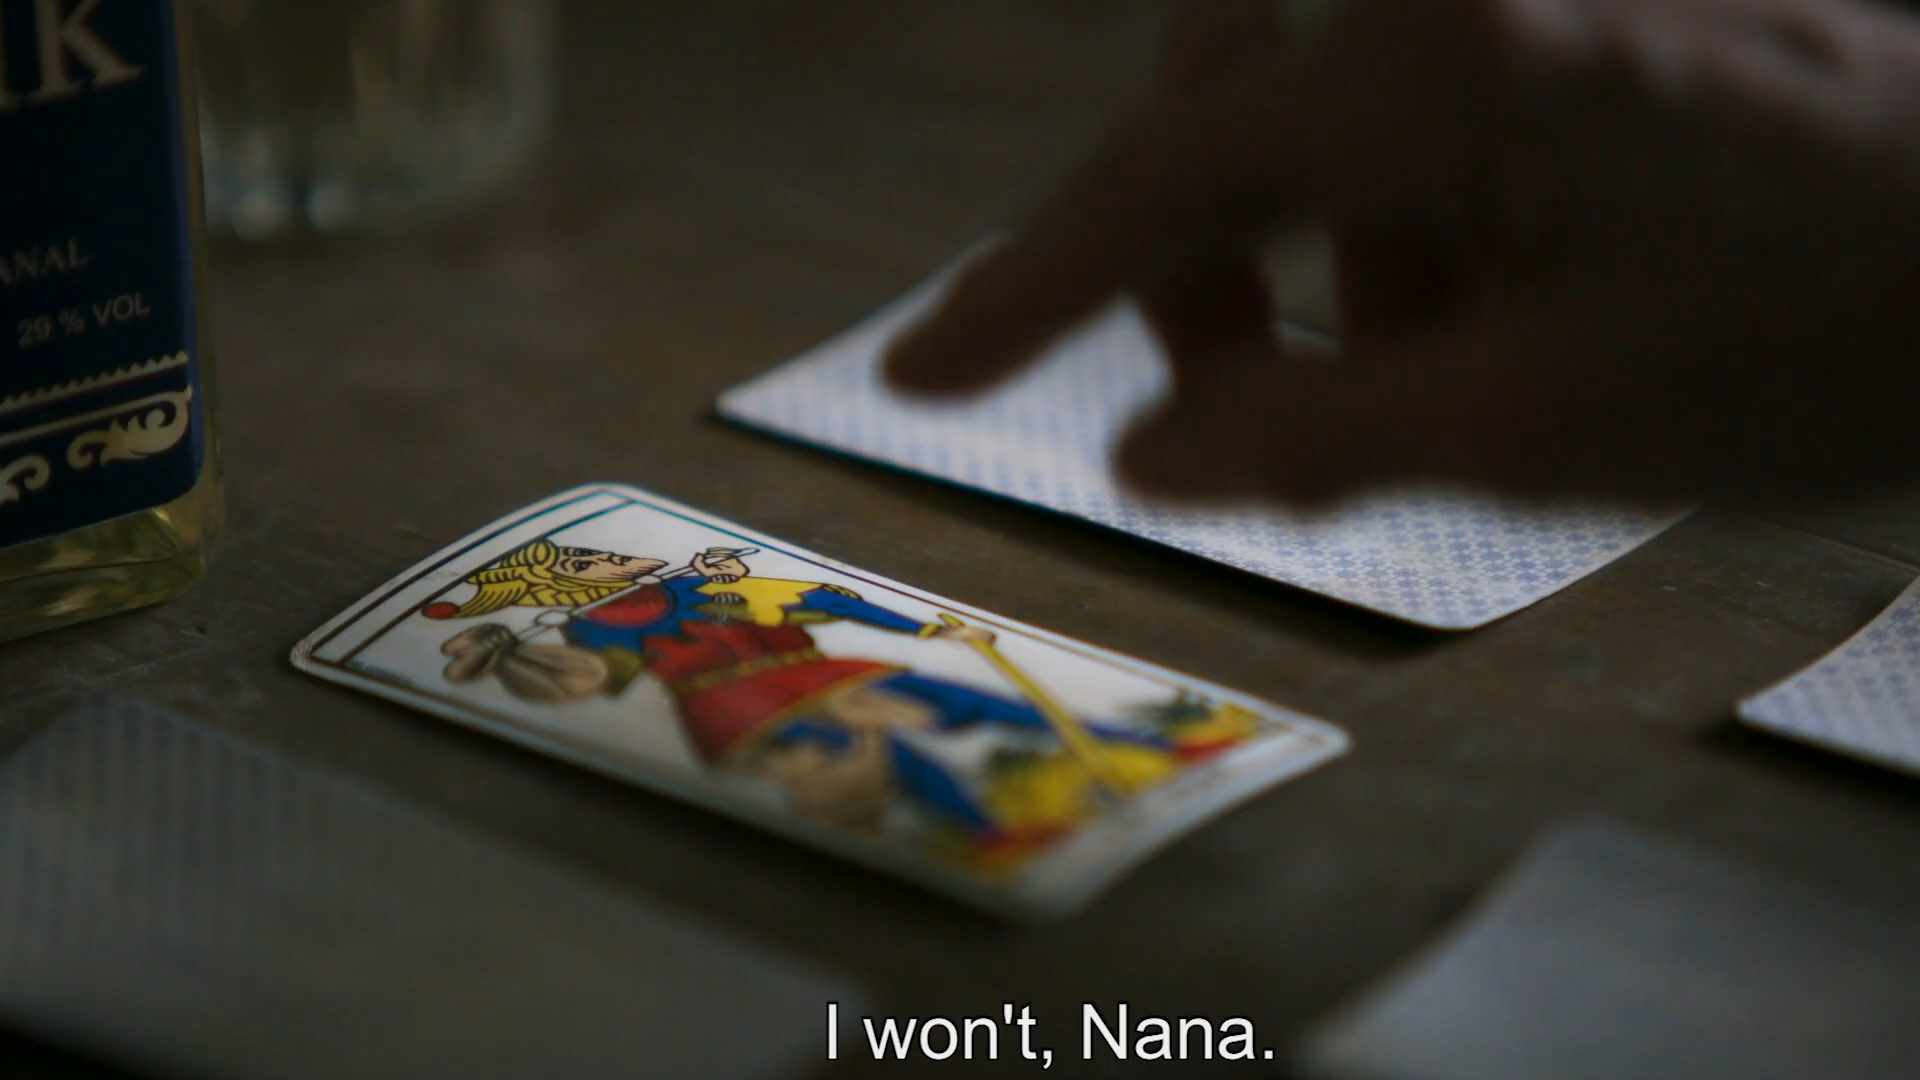 IK
ANAL
29 % VOL
I won't, Nana.